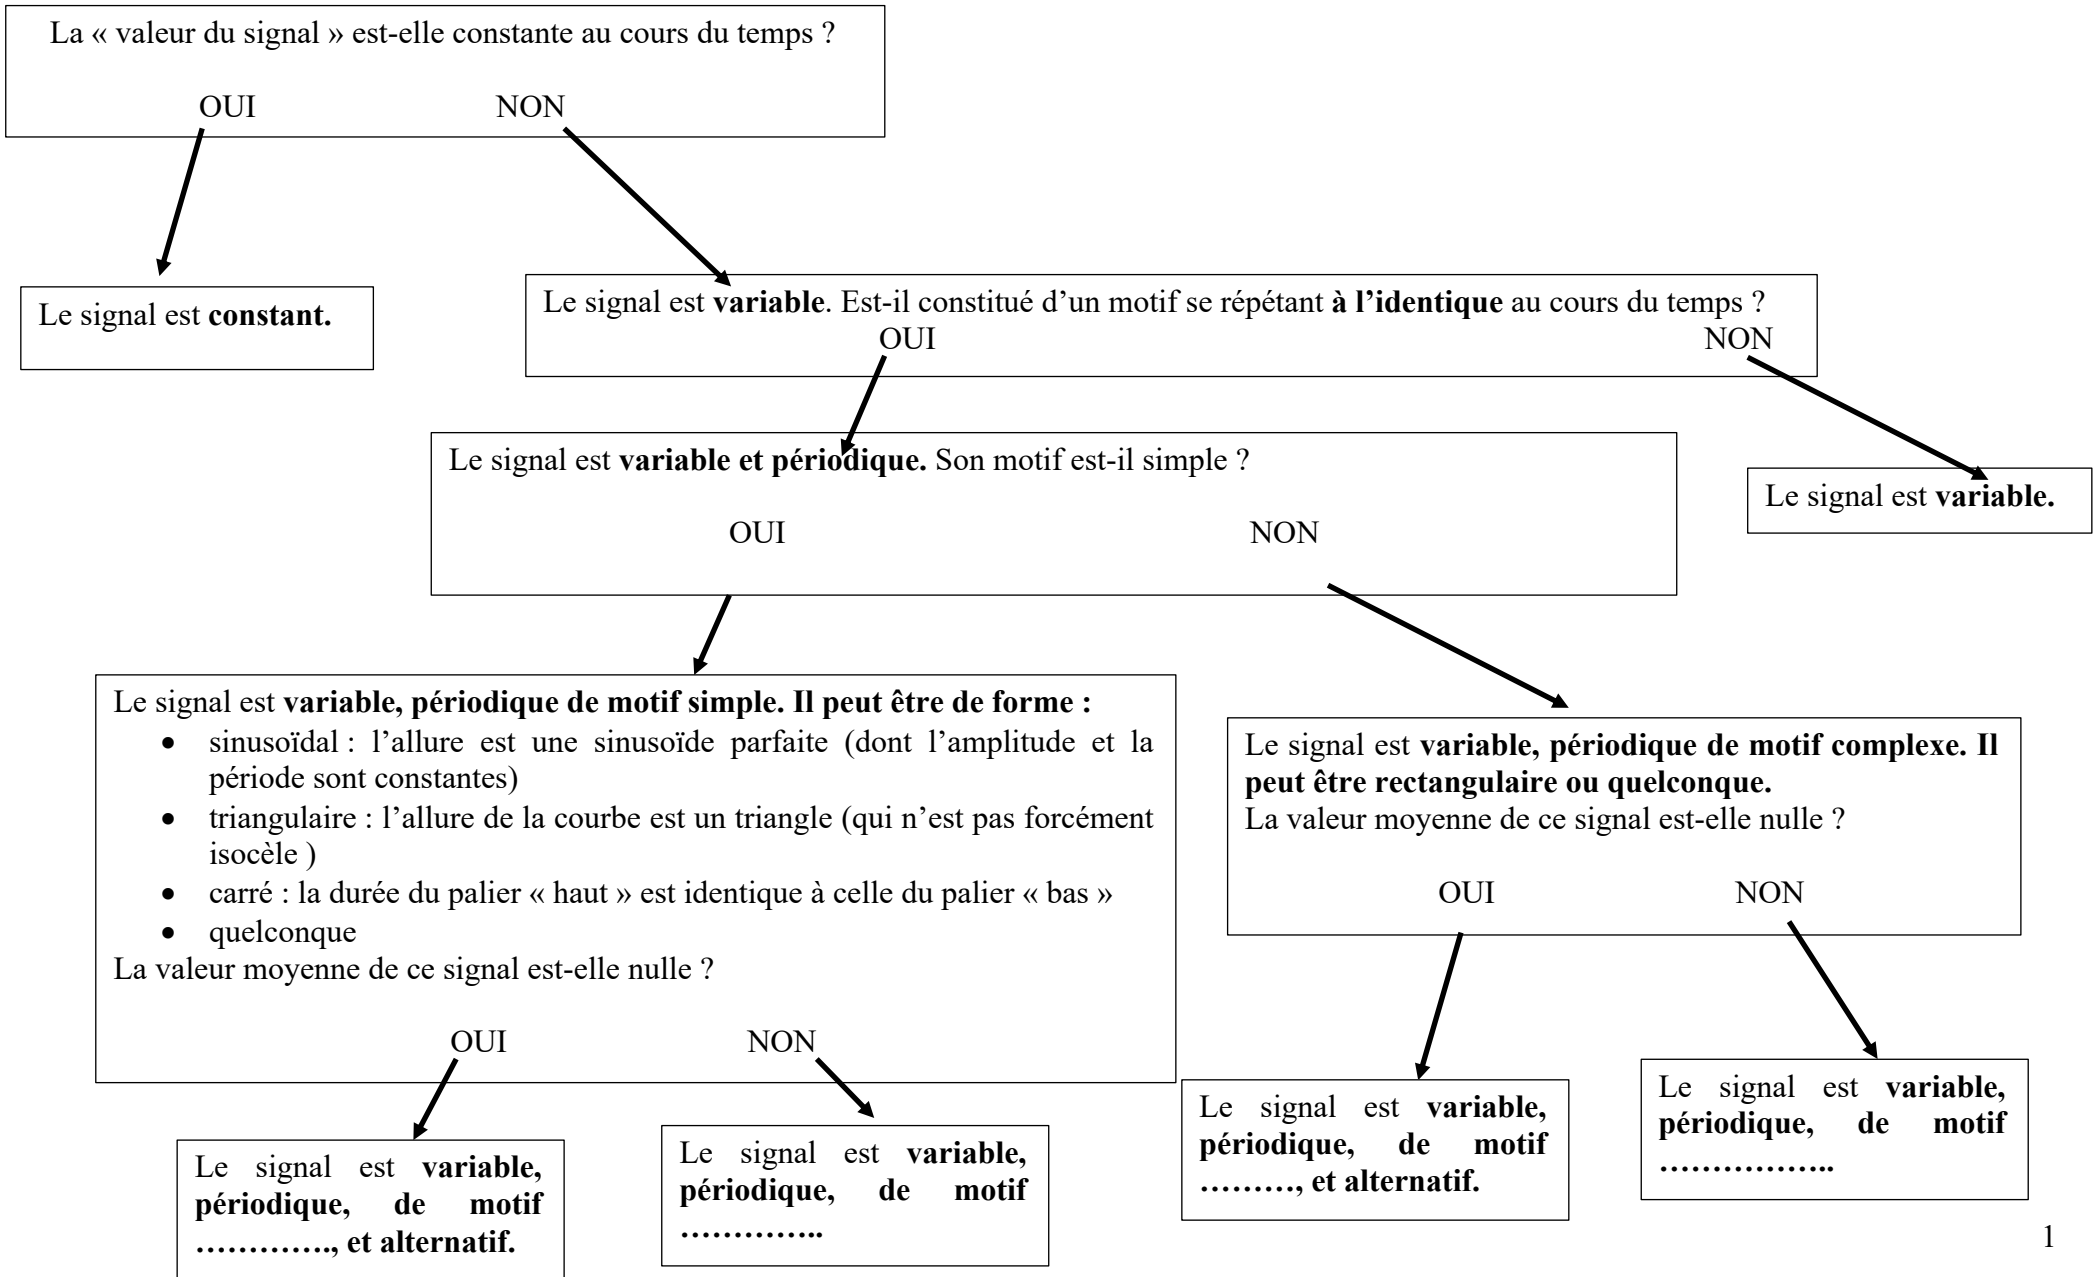 La « valeur du signal » est-elle constante au cours du temps ?
OUI NON
Le signal est constant.
Le signal est variable. Est-il constitué d’un motif se répétant à l’identique au cours du temps ?
OUI NON
Le signal est variable et périodique. Son motif est-il simple ?
OUI NON
Le signal est variable.
Le signal est variable, périodique de motif simple. Il peut être de forme :
• sinusoïdal : l’allure est une sinusoïde parfaite (dont l’amplitude et la
période sont constantes)
• triangulaire : l’allure de la courbe est un triangle (qui n’est pas forcément
isocèle )
• carré : la durée du palier « haut » est identique à celle du palier « bas »
• quelconque
La valeur moyenne de ce signal est-elle nulle ?
OUI NON
Le signal est variable, périodique de motif complexe. Il
peut être rectangulaire ou quelconque.
La valeur moyenne de ce signal est-elle nulle ?
OUI NON
Le signal est variable,
périodique, de motif
…………., et alternatif.
Le signal est variable,
périodique, de motif
…………..
Le signal est variable,
périodique, de motif
………, et alternatif.
Le signal est variable,
périodique, de motif
……………..
1